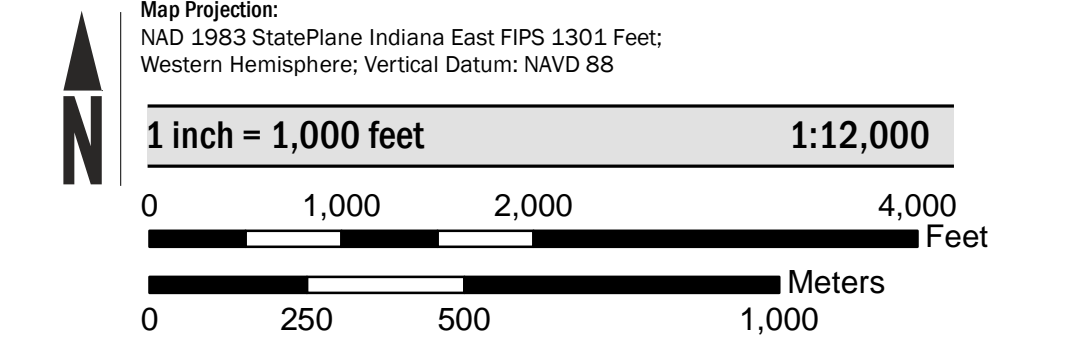 Map Projection:
NAD 1983 StatePlane Indiana East FIPS 1301 Feet;
Western Hemisphere; Vertical Datum: NAVD 88
N
1 inch = 1,000 feet 1:12,000
0 1,000 2,000 4,000
Feet
Meters
0 250 500 1,000